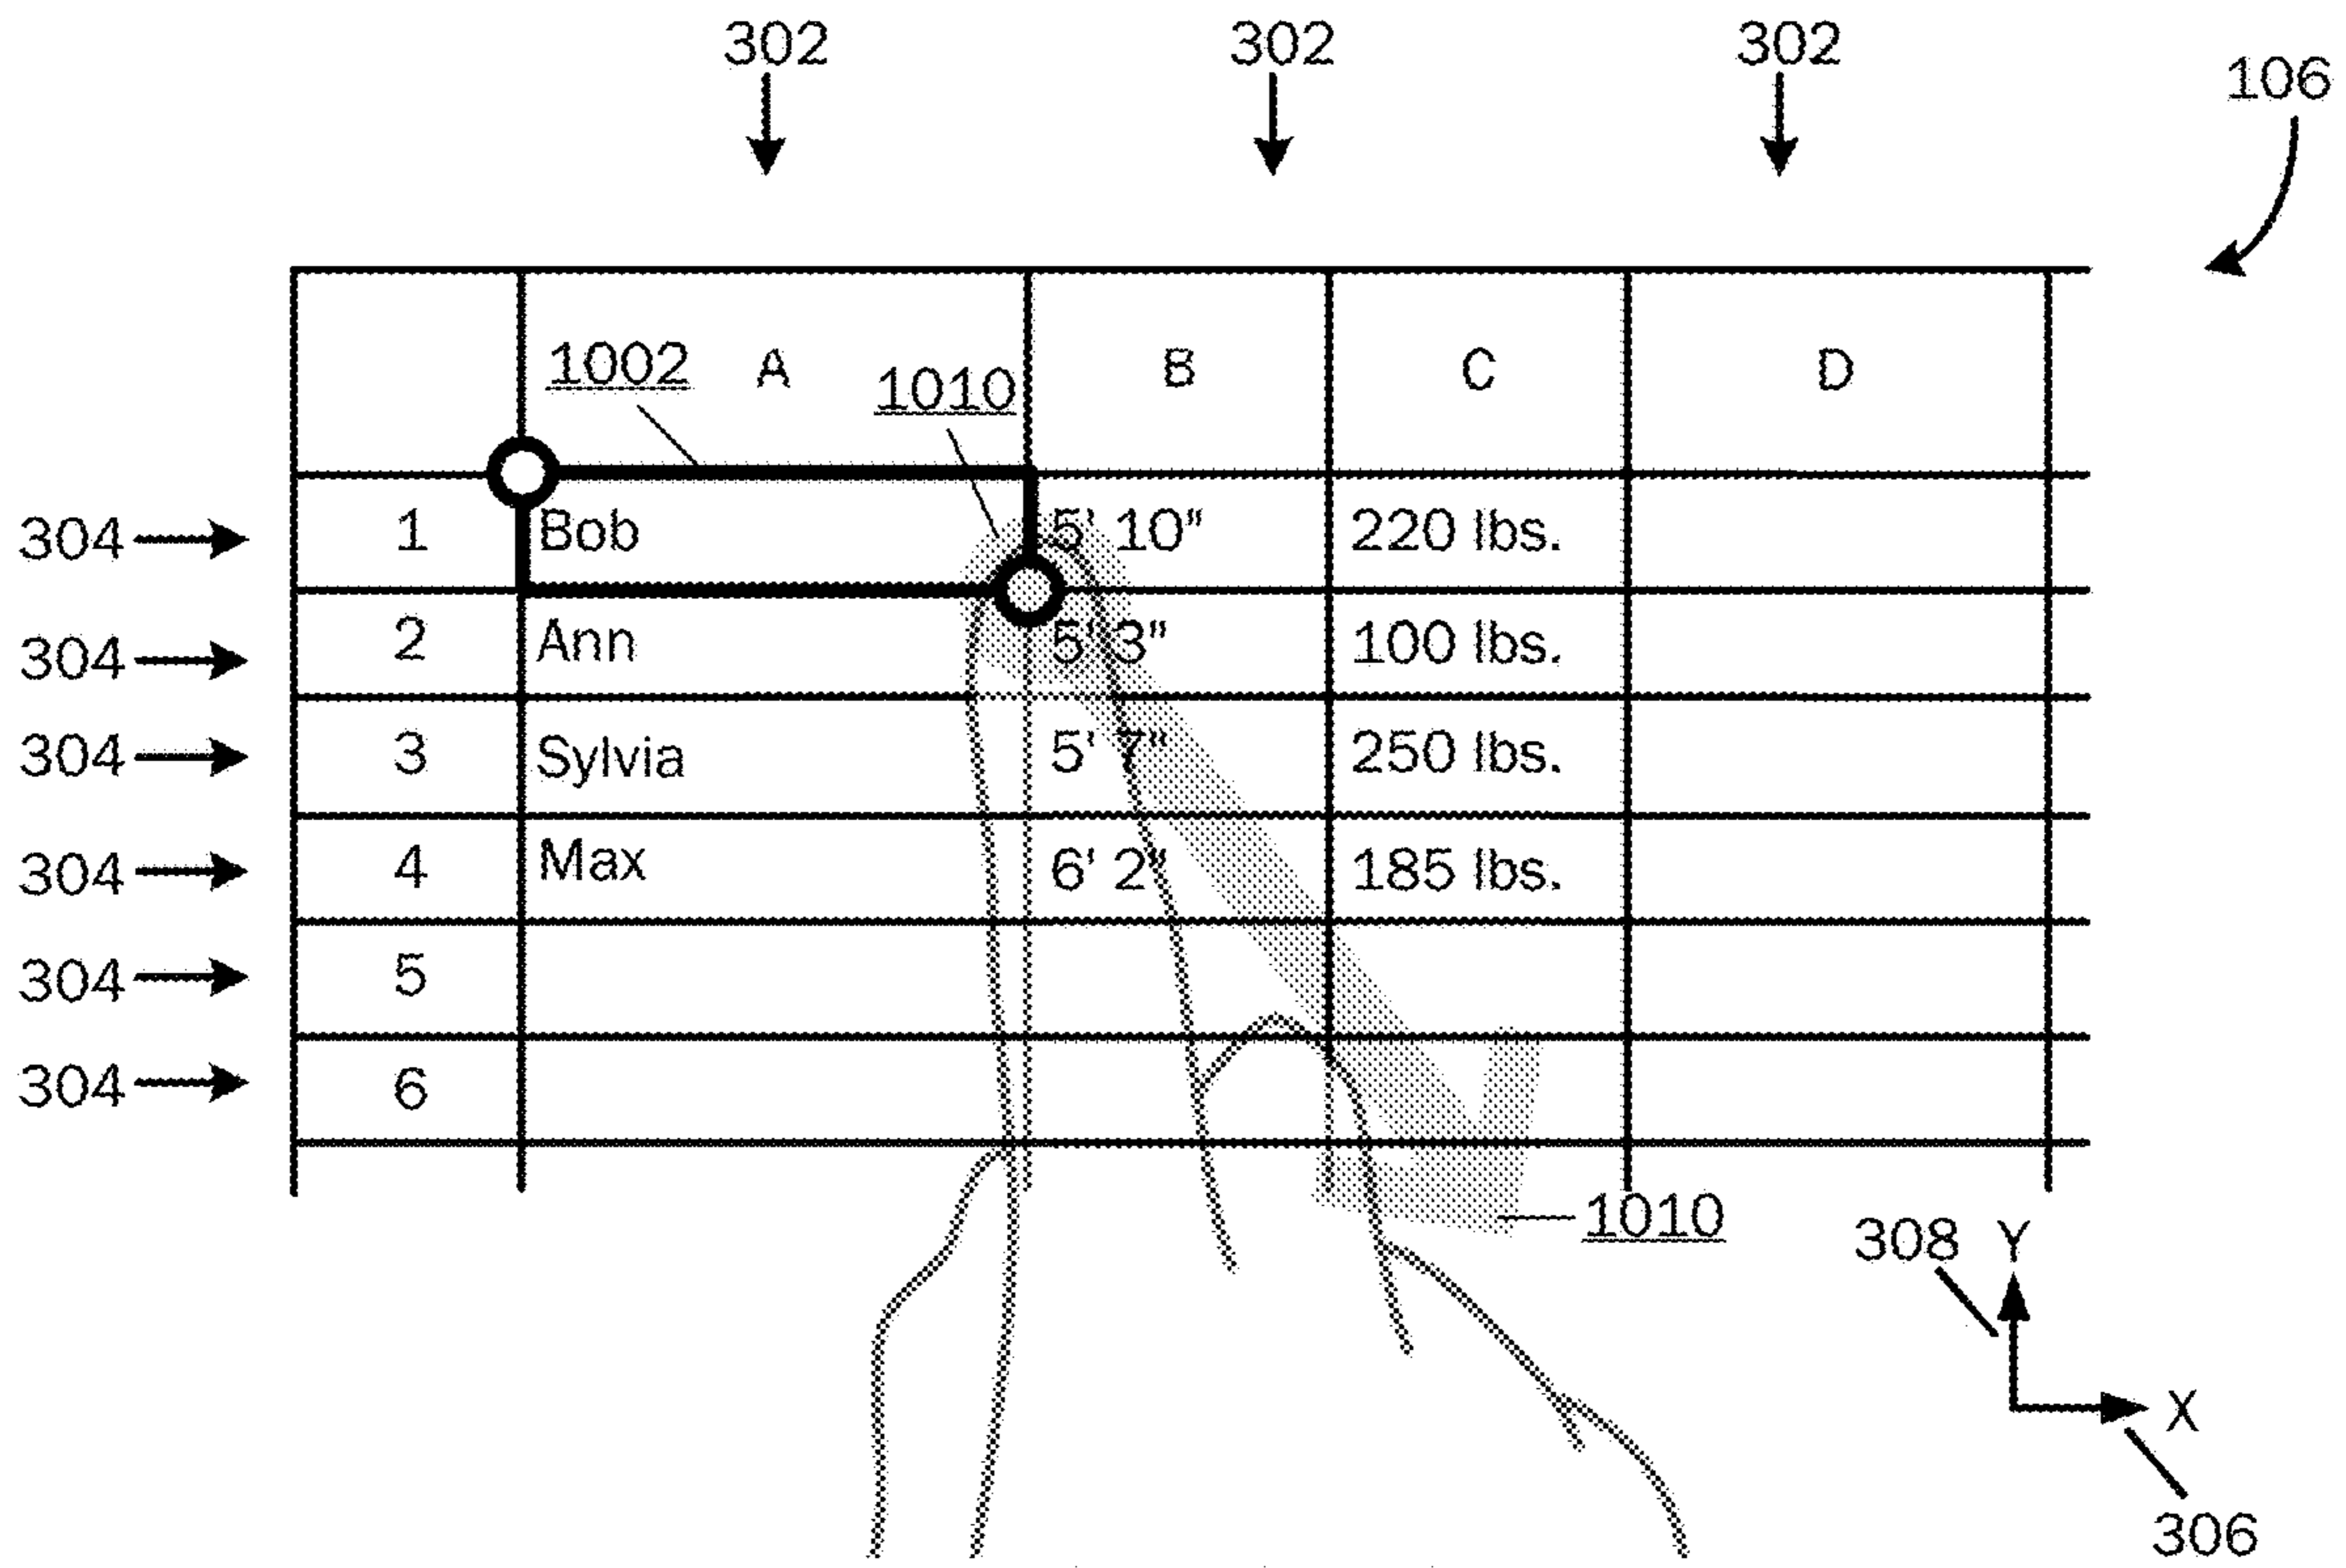 302 302 302
106
1002 A 1010 B C D
304 1 Bob 5' 10" 220 lbs.
304 2 Ann 5' 3" 100 lbs.
304 3 Sylvia 5' 7" 250 lbs.
304 4 Max 6' 2" 185 lbs.
304 5
304 6
1010
308 Y
X
306